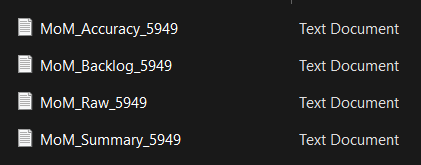 MoM_Accuracy_5949 Text Document
MoM_Backlog_5949 Text Document
MoM_Raw_5949 Text Document
MoM_Summary_5949 Text Document